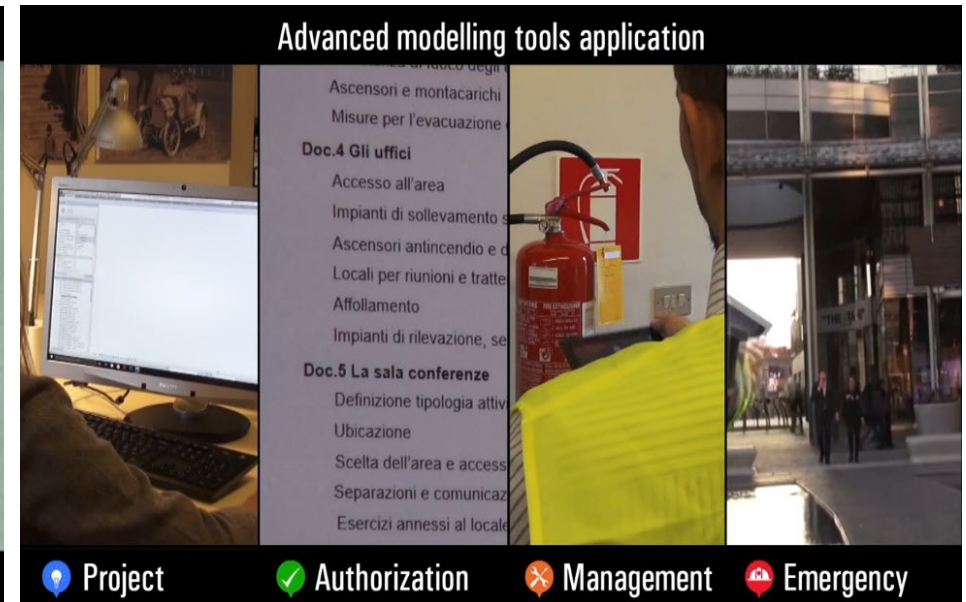 Advanced modelling tools application
Ascensori e montacarichi
Misure per l'evacuazione
Doc.4 Gli uffici
Accesso all'area
Impianti di sollevamento s
Ascensori antincendio e d
Locali per riunioni e tratte
Affollamento
Impianti di rilevazione, se
Doc.5 La sala conferenze
Definizione tipologia attiv
Ubicazione
Scelta dell'area e access
Separazioni e comunicaz
Esercizi annessi al locale
PHILIPS
Project
Authorization
Management
Emergency